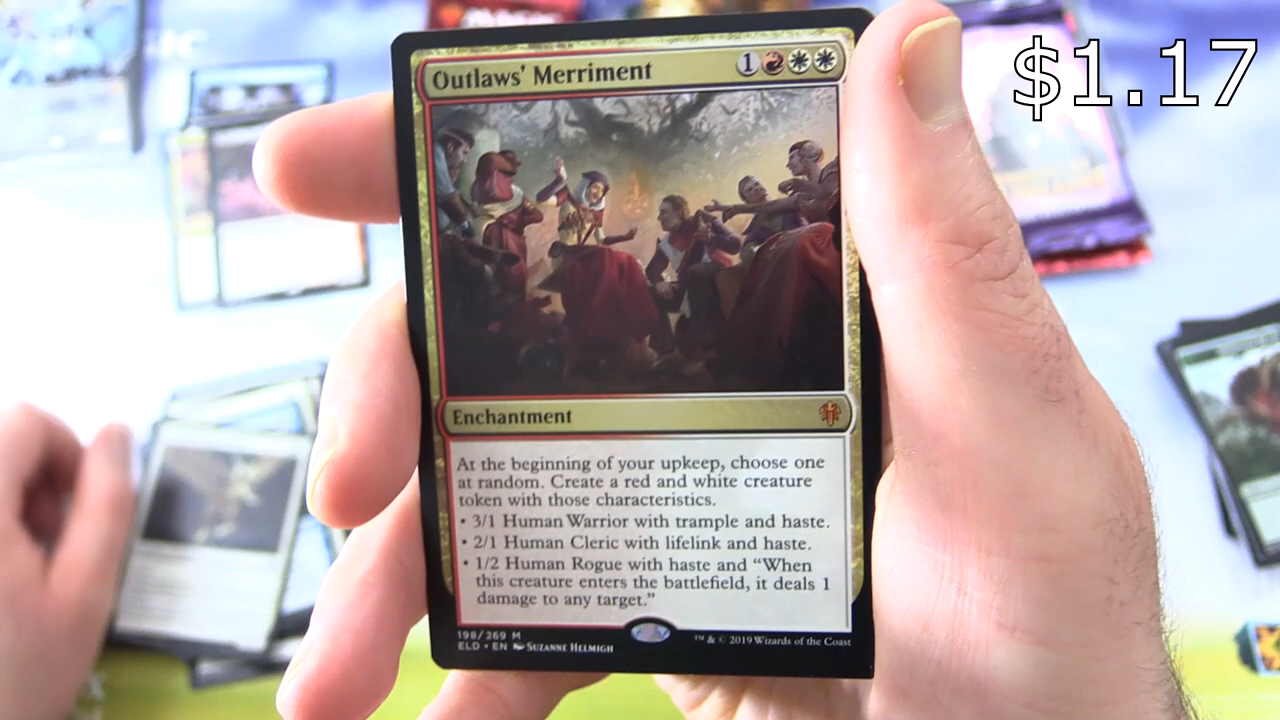 $1.17
Outlaws' Merriment 1
Enchantment
At the beginning of your upkeep, choose one
at random. Create a red and white creature
token with those characteristics.
• 3/1 Human Warrior with trample and haste.
• 2/1 Human Cleric with lifelink and haste.
• 1/2 Human Rogue with haste and “When
this creature enters the battlefield, it deals 1
damage to any target.”
198/269 M
ELD • EN SUZANNE HELMIGH
™ & © 2019 Wizards of the Coast